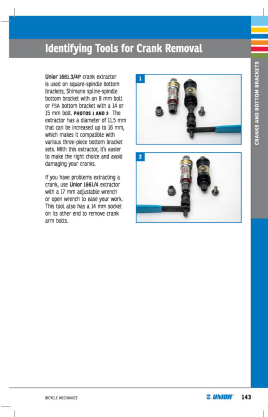 Identifying Tools for Crank Removal
Unior 1661.3/4P crank extractor
is used on square-spindle bottom
brackets, Shimano spline-spindle
bottom bracket with an 8 mm bolt
or FSA bottom bracket with a 14 or
15 mm bolt. PHOTOS 1 AND 2 The
extractor has a diameter of 11.5 mm
that can be increased up to 16 mm,
which makes it compatible with
various three-piece bottom bracket
sets. With this extractor, it's easier
to make the right choice and avoid
damaging your cranks.
If you have problems extracting a
crank, use Unior 1661/4 extractor
with a 17 mm adjustable wrench
or open wrench to ease your work.
This tool also has a 14 mm socket
on its other end to remove crank
arm bolts.
1
2
CRANKS AND BOTTOM BRACKETS
BICYCLE MECHANICS
UNIOR
143